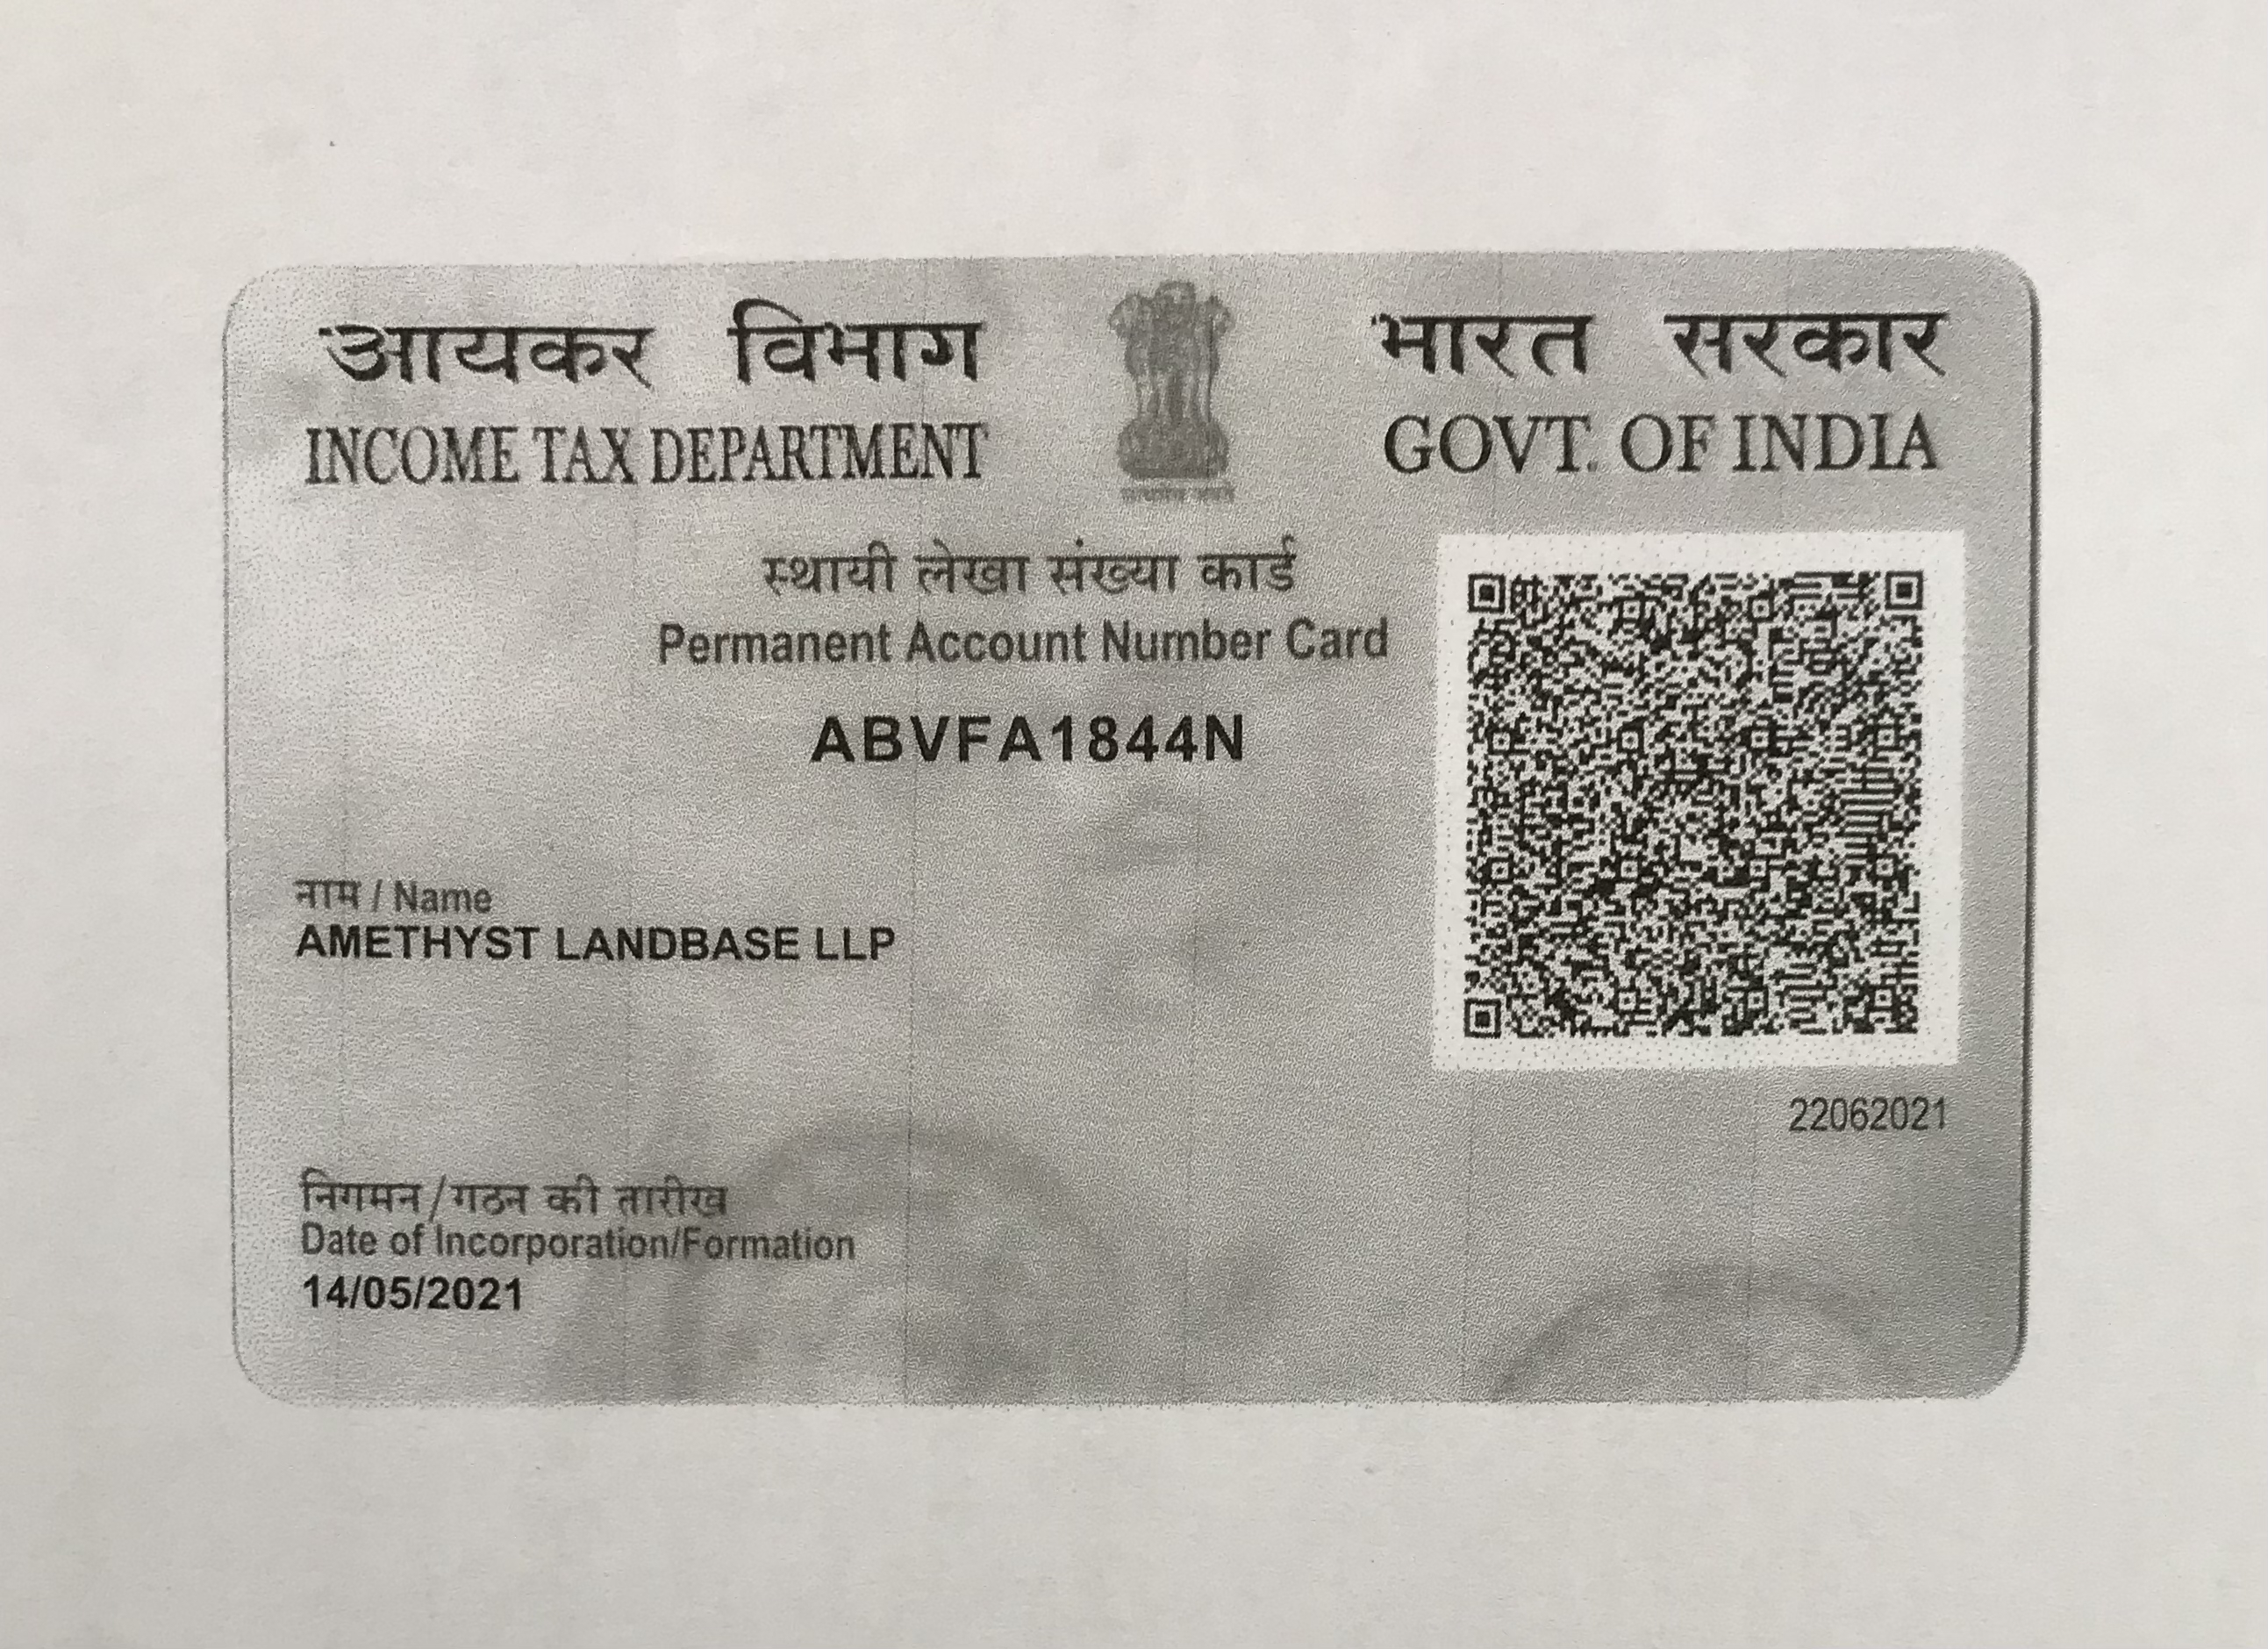 आयकर विभाग
INCOME TAX DEPARTMENT
भारत सरकार
GOVT. OF INDIA
स्थायी लेखा संख्या कार्ड
Permanent Account Number Card
ABVFA1844N
नाम / Name
AMETHYST LANDBASE LLP
22062021
निगमन/गठन की तारीख
Date of Incorporation/Formation
14/05/2021